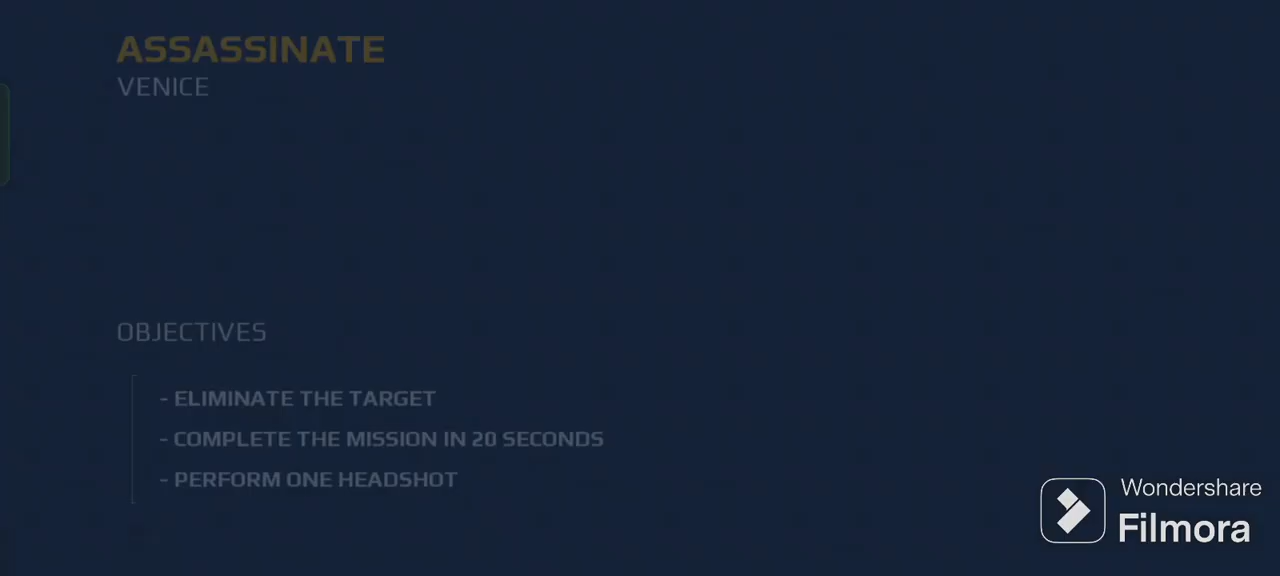 ASSASSINATE
VENICE
OBJECTIVES
- ELIMINATE THE TARGET
- COMPLETE THE MISSION IN 20 SECONDS
- PERFORM ONE HEADSHOT
Wondershare
Filmora